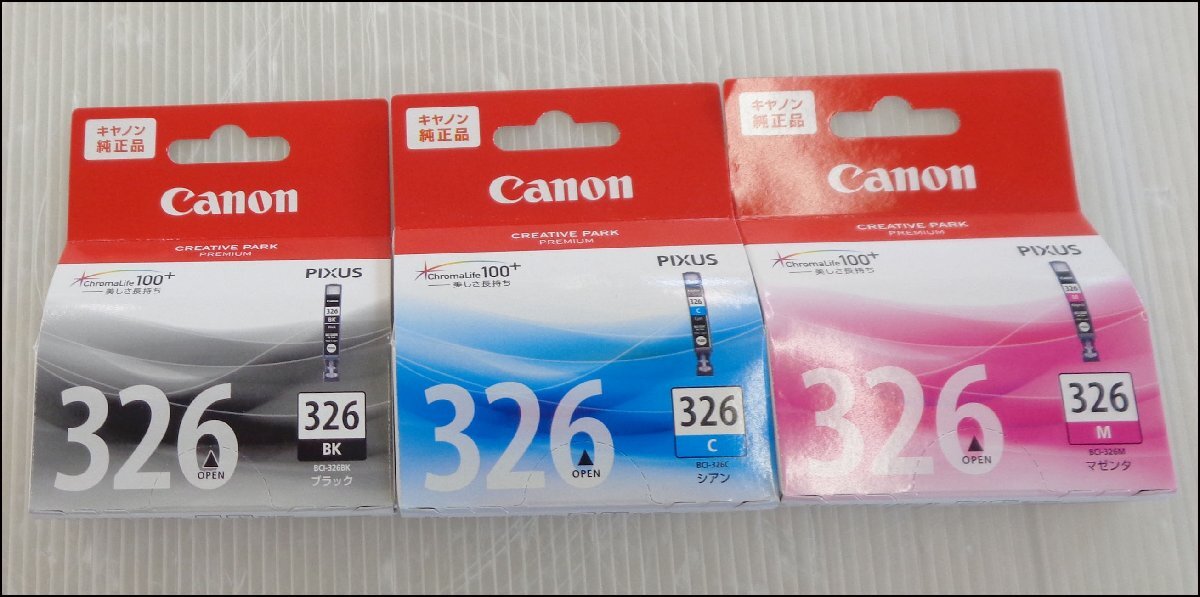 キヤノン
純正品
Canon
CREATIVE PARK
PREMIUM
ChromaLife100+
美しさ長持ち
PIXUS
326
BK
326
OPEN
326
BK
BCI-326BK
ブラック
キヤノン
純正品
Canon
CREATIVE PARK
PREMIUM
ChromaLife100+
美しさ長持ち
PIXUS
326
C
326
OPEN
326
C
BCI-326C
シアン
キヤノン
純正品
Canon
CREATIVE PARK
PREMIUM
ChromaLife100+
美しさ長持ち
PIXUS
326
M
326
OPEN
326
M
BCI-326M
マゼンタ